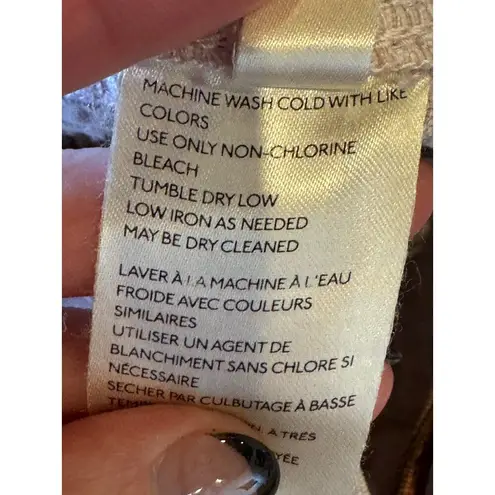 MACHINE WASH COLD WITH LIKE
COLORS
USE ONLY NON-CHLORINE
BLEACH
TUMBLE DRY LOW
LOW IRON AS NEEDED
MAY BE DRY CLEANED
LAVER À LA MACHINE À L'EAU
FROIDE AVEC COULEURS
SIMILAIRES
UTILISER UN AGENT DE
BLANCHIMENT SANS CHLORE SI
NÉCESSAIRE
SECHER PAR CULBUTAGE À BASSE
A TRÉS